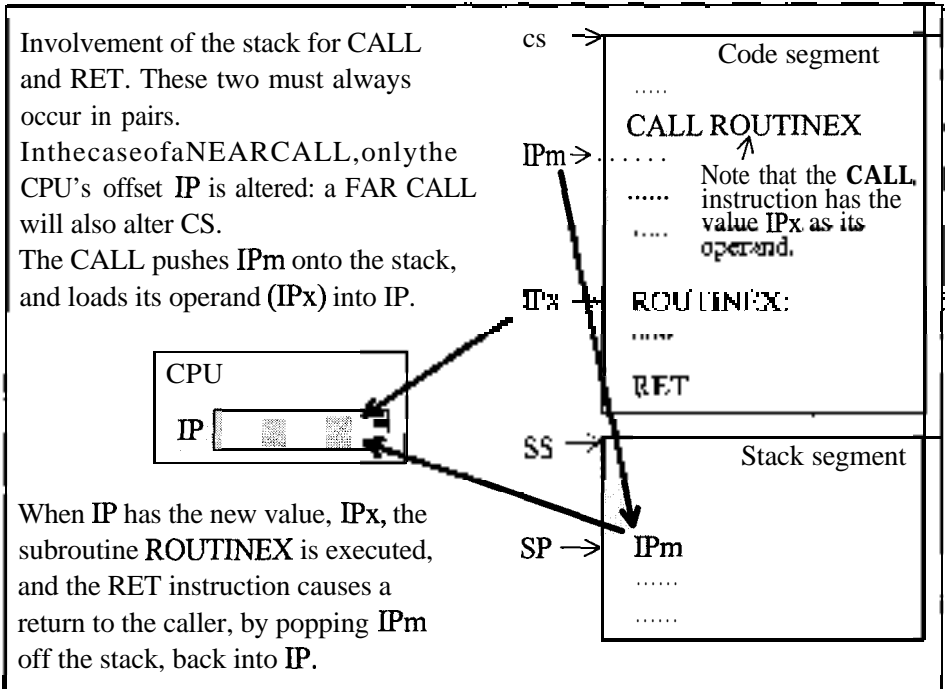 Involvement of the stack for CALL
and RET. These two must always
occur in pairs.
InthecaseofaNEARCALL,onlythe
CPU's offset IP is altered: a FAR CALL
will also alter CS.
The CALL pushes IPm onto the stack,
and loads its operand (IPx) into IP.
CPU
IP
When IP has the new value, IPx, the
subroutine ROUTINEX is executed,
and the RET instruction causes a
return to the caller, by popping IPm
off the stack, back into IP.
cs
Code segment
.....
CALL ROUTINEX
IPm
......
Note that the CALL
instruction has the
value IPx as its
operand.
......
.....
IPx
ROUTINEX:
RET
SS
Stack segment
SP
IPm
......
......